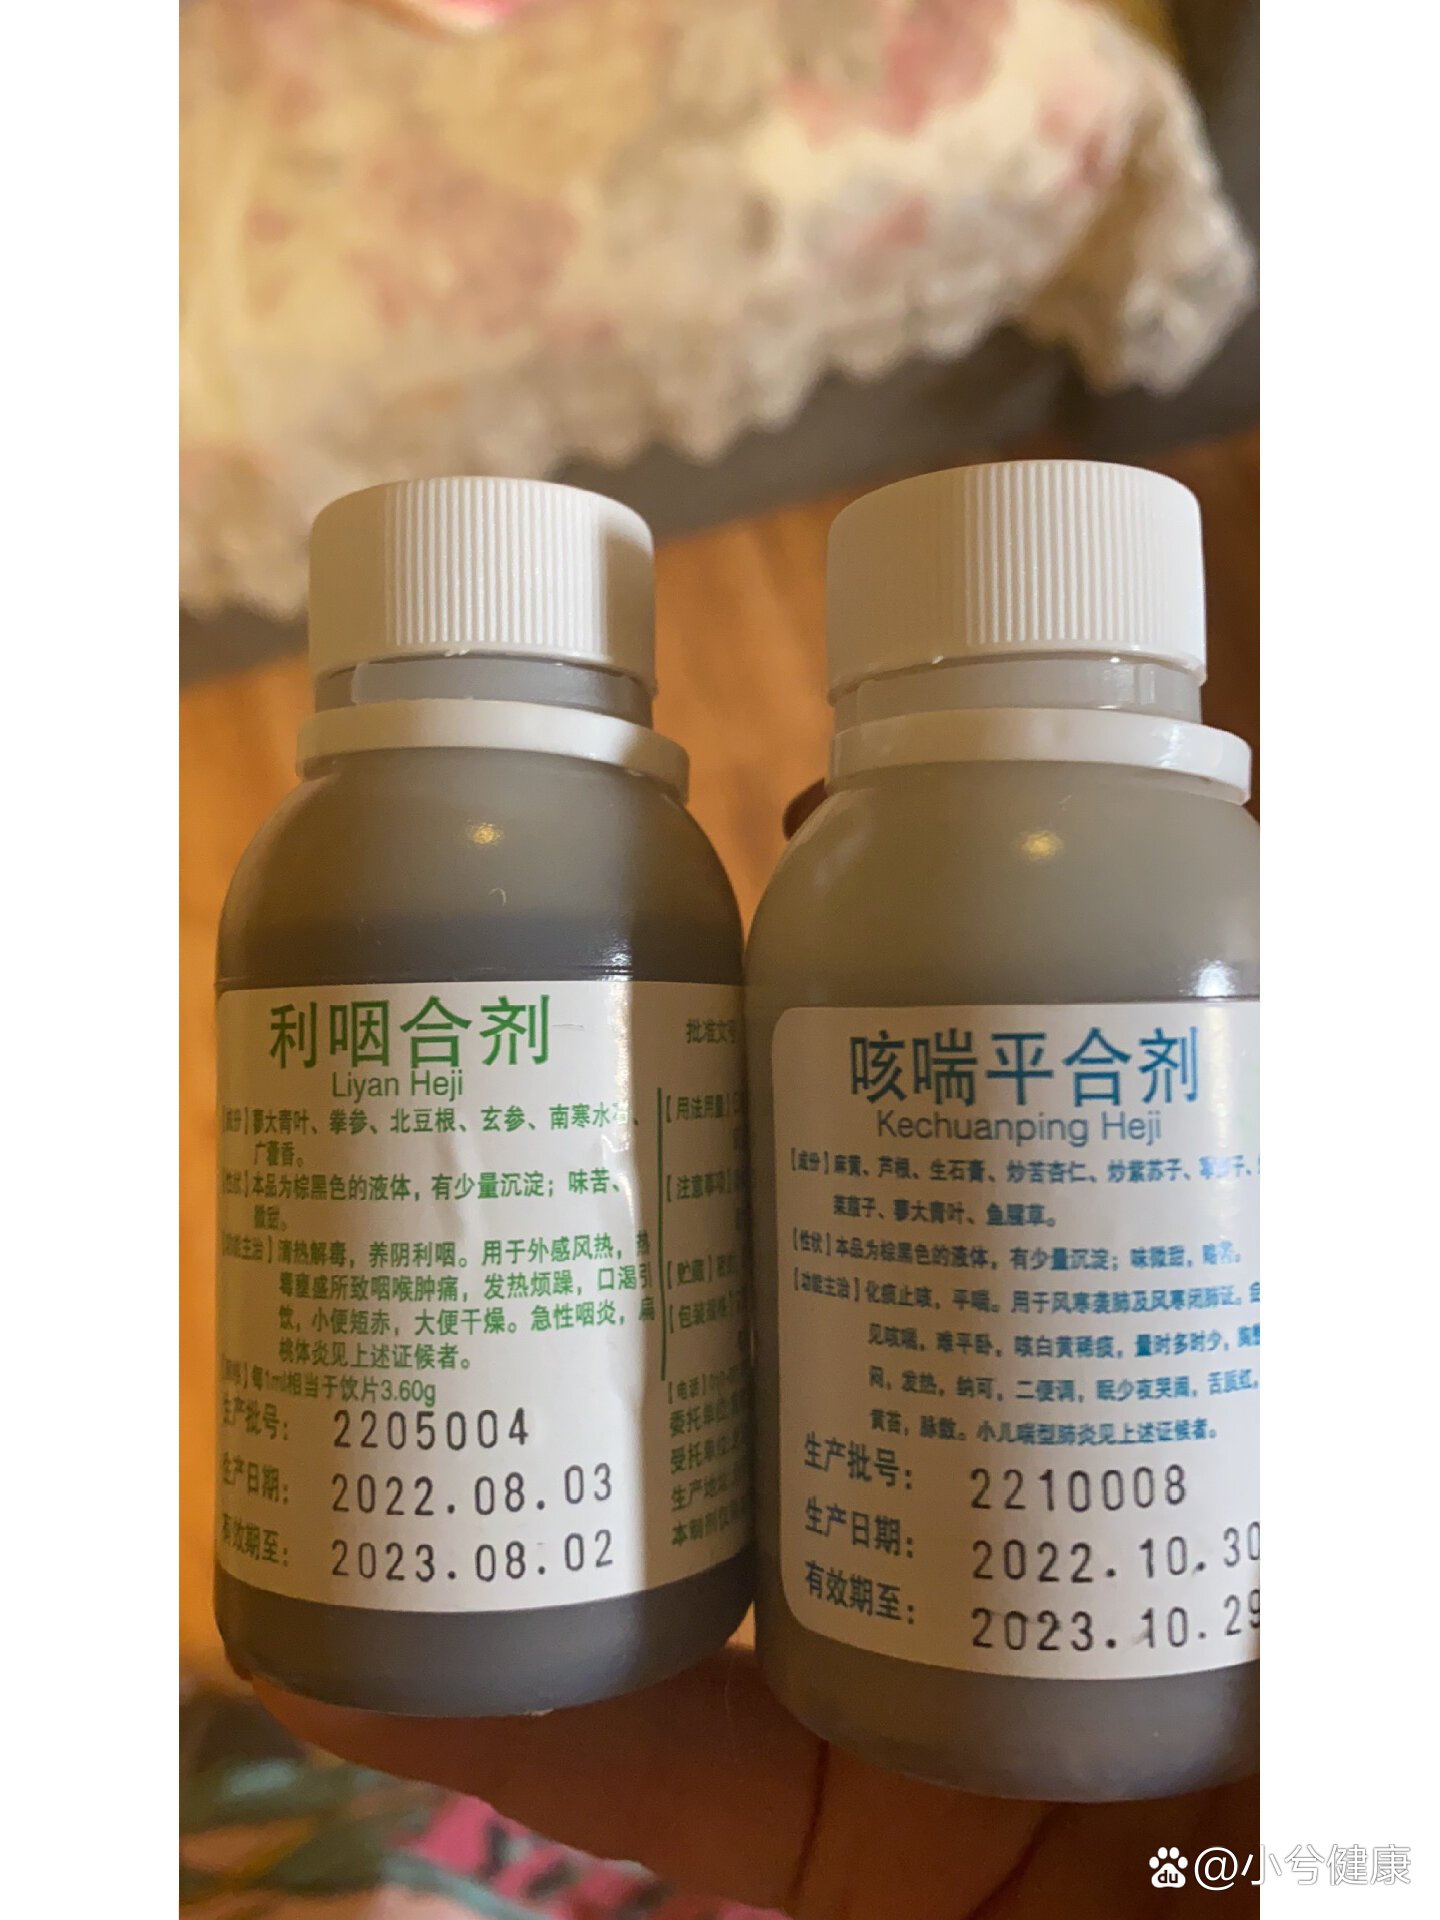 利咽合剂
Liyan Heji
【成份】蓼大青叶、拳参、北豆根、玄参、南寒水石、
广藿香。
【性状】本品为棕黑色的液体，有少量沉淀；味苦、
微甜。
【功能主治】清热解毒，养阴利咽。用于外感风热，热
毒壅盛所致咽喉肿痛，发热烦躁，口渴引
饮，小便短赤，大便干燥。急性咽炎，扁
桃体炎见上述证候者。
【规格】每1ml相当于饮片3.60g
生产批号： 2205004
生产日期： 2022.08.03
有效期至： 2023.08.02
批准文号
【用法用量】
【注意事项】
【贮藏】
【包装规格】
【电话】
委托单位
受托单位
生产地址
本制剂仅
咳喘平合剂
Kechuanping Heji
【成份】麻黄、芦根、生石膏、炒苦杏仁、炒紫苏子、葶苈子、
莱菔子、蓼大青叶、鱼腥草。
【性状】本品为棕黑色的液体，有少量沉淀；味微甜，略苦。
【功能主治】化痰止咳，平喘。用于风寒袭肺及风寒闭肺证。
见咳喘，难平卧，咳白黄稀痰，量时多时少，胸憋
闷，发热，纳可，二便调，眠少夜哭闹，舌质红，
黄苔，脉数。小儿喘型肺炎见上述证候者。
生产批号： 2210008
生产日期： 2022.10.30
有效期至： 2023.10.29
du @小兮健康